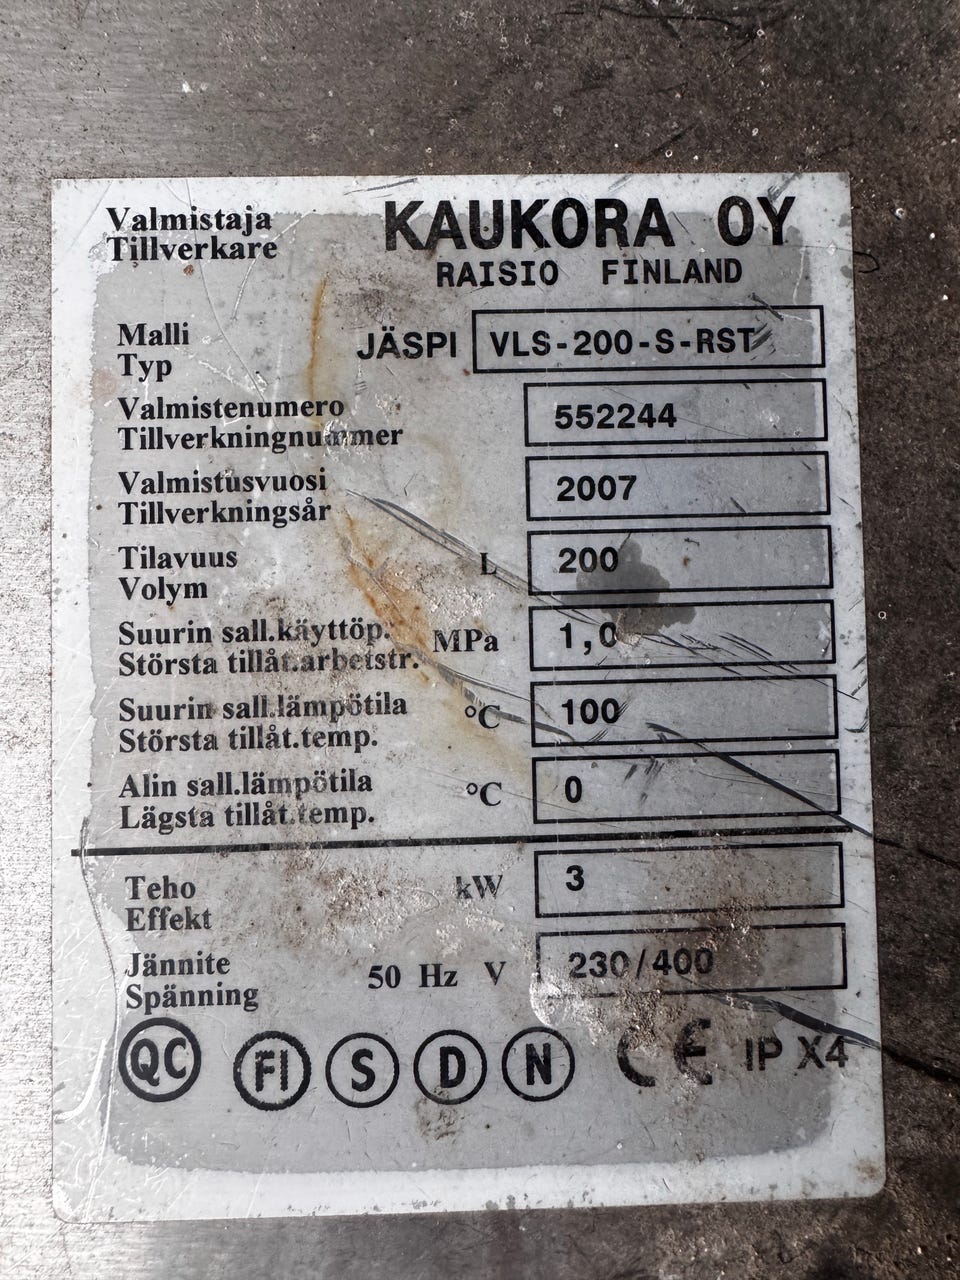 Valmistaja KAUKORA OY
Tillverkare RAISIO FINLAND
Malli JÄSPI VLS-200-S-RST
Typ
Valmistenumero 552244
Tillverkningnummer
Valmistusvuosi 2007
Tillverkningsår
Tilavuus L 200
Volym
Suurin sall.käyttöp. MPa 1,0
Största tillåt.arbetstr.
Suurin sall.lämpötila °C 100
Största tillåt.temp.
Alin sall.lämpötila °C 0
Lägsta tillåt.temp.
Teho kW 3
Effekt
Jännite 50 Hz V 230/400
Spänning
QC FI S D N CE IP X4